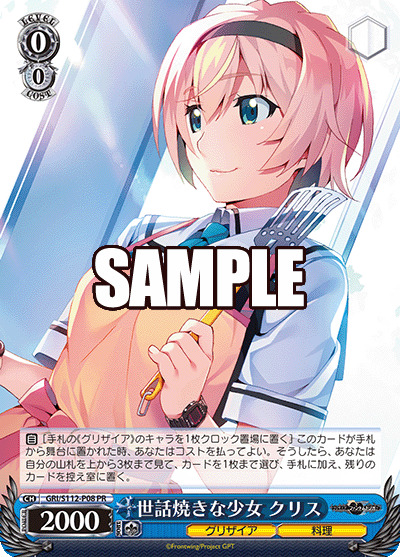 LEVEL
0
0
COST
SAMPLE
自 [手札の《グリザイア》のキャラを1枚クロック置場に置く] このカードが手札
から舞台に置かれた時、あなたはコストを払ってよい。そうしたら、あなたは
自分の山札を上から3枚まで見て、カードを1枚まで選び、手札に加え、残りの
カードを控え室に置く。
CH GRI/S112-P08 PR
2000
世話焼きな少女 クリス
グリザイア 料理
©Frontwing/Project GPT